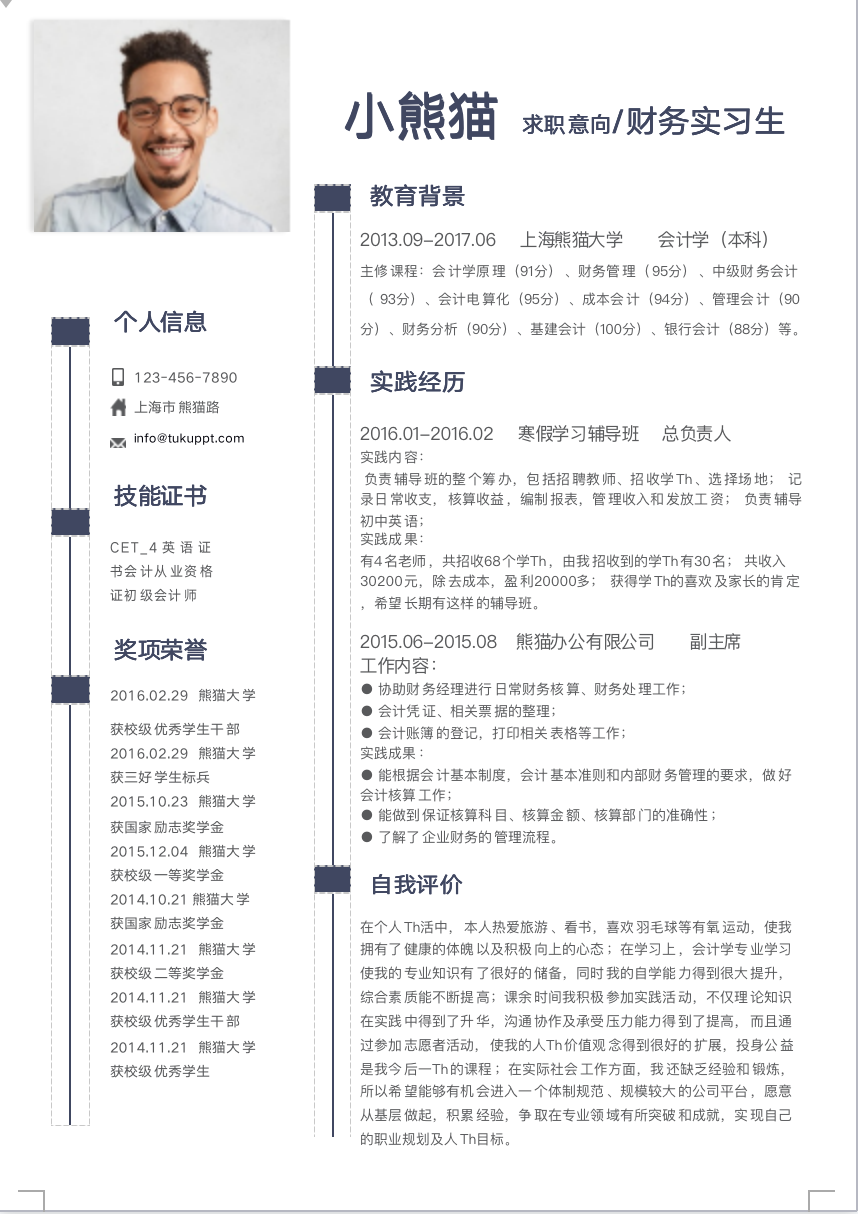 小熊猫 求职意向/财务实习生
个人信息
123-456-7890
上海市熊猫路
info@tukuppt.com
技能证书
CET_4 英语证
书会计从业资格
证初级会计师
奖项荣誉
2016.02.29 熊猫大学
获校级优秀学生干部
2016.02.29 熊猫大学
获三好学生标兵
2015.10.23 熊猫大学
获国家励志奖学金
2015.12.04 熊猫大学
获校级一等奖学金
2014.10.21 熊猫大学
获国家励志奖学金
2014.11.21 熊猫大学
获校级二等奖学金
2014.11.21 熊猫大学
获校级优秀学生干部
2014.11.21 熊猫大学
获校级优秀学生
教育背景
2013.09-2017.06 上海熊猫大学 会计学（本科）
主修课程：会计学原理（91分）、财务管理（95分）、中级财务会计
（ 93分）、会计电算化（95分）、成本会计（94分）、管理会计（90
分）、财务分析（90分）、基建会计（100分）、银行会计（88分）等。
实践经历
2016.01-2016.02 寒假学习辅导班 总负责人
实践内容：
负责辅导班的整个筹办，包括招聘教师、招收学Th、选择场地； 记
录日常收支，核算收益，编制报表，管理收入和发放工资； 负责辅导
初中英语；
实践成果：
有4名老师，共招收68个学Th，由我招收到的学Th有30名； 共收入
30200元，除去成本，盈利20000多； 获得学Th的喜欢及家长的肯定
，希望长期有这样的辅导班。
2015.06-2015.08 熊猫办公有限公司 副主席
工作内容：
● 协助财务经理进行日常财务核算、财务处理工作；
● 会计凭证、相关票据的整理；
● 会计账簿的登记，打印相关表格等工作；
实践成果：
● 能根据会计基本制度，会计基本准则和内部财务管理的要求，做好
会计核算工作；
● 能做到保证核算科目、核算金额、核算部门的准确性；
● 了解了企业财务的管理流程。
自我评价
在个人Th活中，本人热爱旅游、看书，喜欢羽毛球等有氧运动，使我
拥有了健康的体魄以及积极向上的心态；在学习上，会计学专业学习
使我的专业知识有了很好的储备，同时我的自学能力得到很大提升，
综合素质能不断提高；课余时间我积极参加实践活动，不仅理论知识
在实践中得到了升华，沟通协作及承受压力能力得到了提高，而且通
过参加志愿者活动，使我的人Th价值观念得到很好的扩展，投身公益
是我今后一Th的课程；在实际社会工作方面，我还缺乏经验和锻炼，
所以希望能够有机会进入一个体制规范、规模较大的公司平台，愿意
从基层做起，积累经验，争取在专业领域有所突破和成就，实现自己
的职业规划及人Th目标。